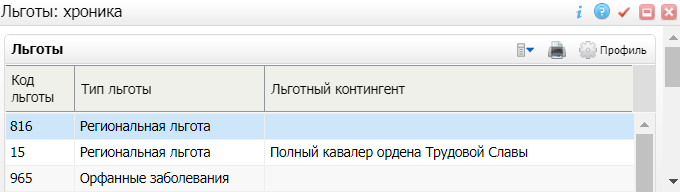 Льготы: хроника
Льготы
Профиль
Код льготы	Тип льготы	Льготный контингент
816	Региональная льгота
15	Региональная льгота	Полный кавалер ордена Трудовой Славы
965	Орфанные заболевания